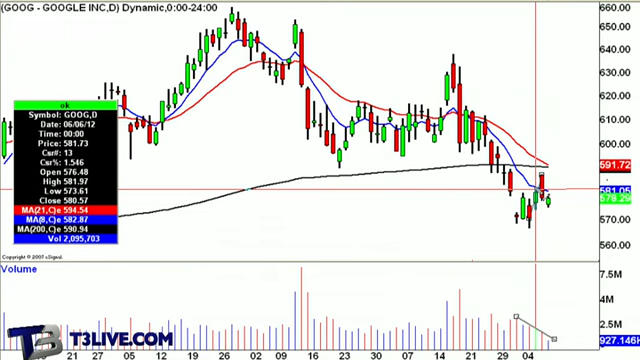 (GOOG - GOOGLE INC,D) Dynamic,0:00-24:00
660.00
650.00
640.00
630.00
620.00
610.00
600.00
591.72
581.05
578.29
570.00
560.00
ok
Symbol: GOOG,D
Date: 06/06/12
Time: 00:00
Price: 581.73
Csr#: 13
Csr%: 1.546
Open 576.48
High 581.97
Low 573.61
Close 580.57
MA(21,C)e 594.54
MA(8,C)e 582.87
MA(200,C)e 590.94
Vol 2,095,703
Copyright © 2007 eSignal.
Volume
7.5M
4M
2.5M
927.146
T3
T3LIVE.COM
21 27 05 12 19 26 02 09 16 23 30 07 14 21 29 04